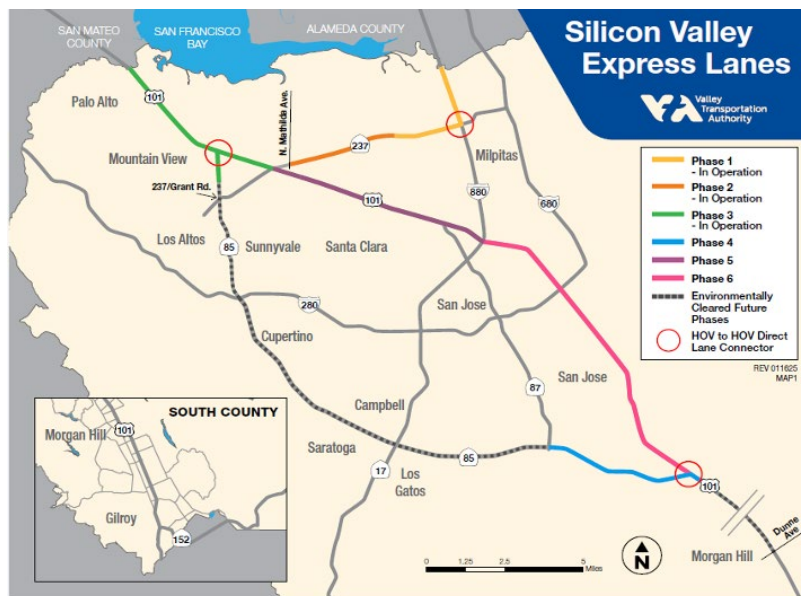 SAN MATEO
COUNTY
SAN FRANCISCO
BAY
ALAMEDA COUNTY
Silicon Valley
Express Lanes
VTA
Valley
Transportation
Authority
Palo Alto
101
N. Mathilda Ave.
237
Mountain View
Milpitas
237/Grant Rd.
880
680
101
Los Altos
85
Sunnyvale
Santa Clara
280
San Jose
Cupertino
87
San Jose
Campbell
Saratoga
85
17
Los
Gatos
101
Dunne
Ave.
Morgan Hill
Phase 1
- In Operation
Phase 2
- In Operation
Phase 3
- In Operation
Phase 4
Phase 5
Phase 6
Environmentally
Cleared Future
Phases
HOV to HOV Direct
Lane Connector
REV 011625
MAP1
SOUTH COUNTY
101
Morgan Hill
Gilroy
152
0 1.25 2.5 5
Miles
N